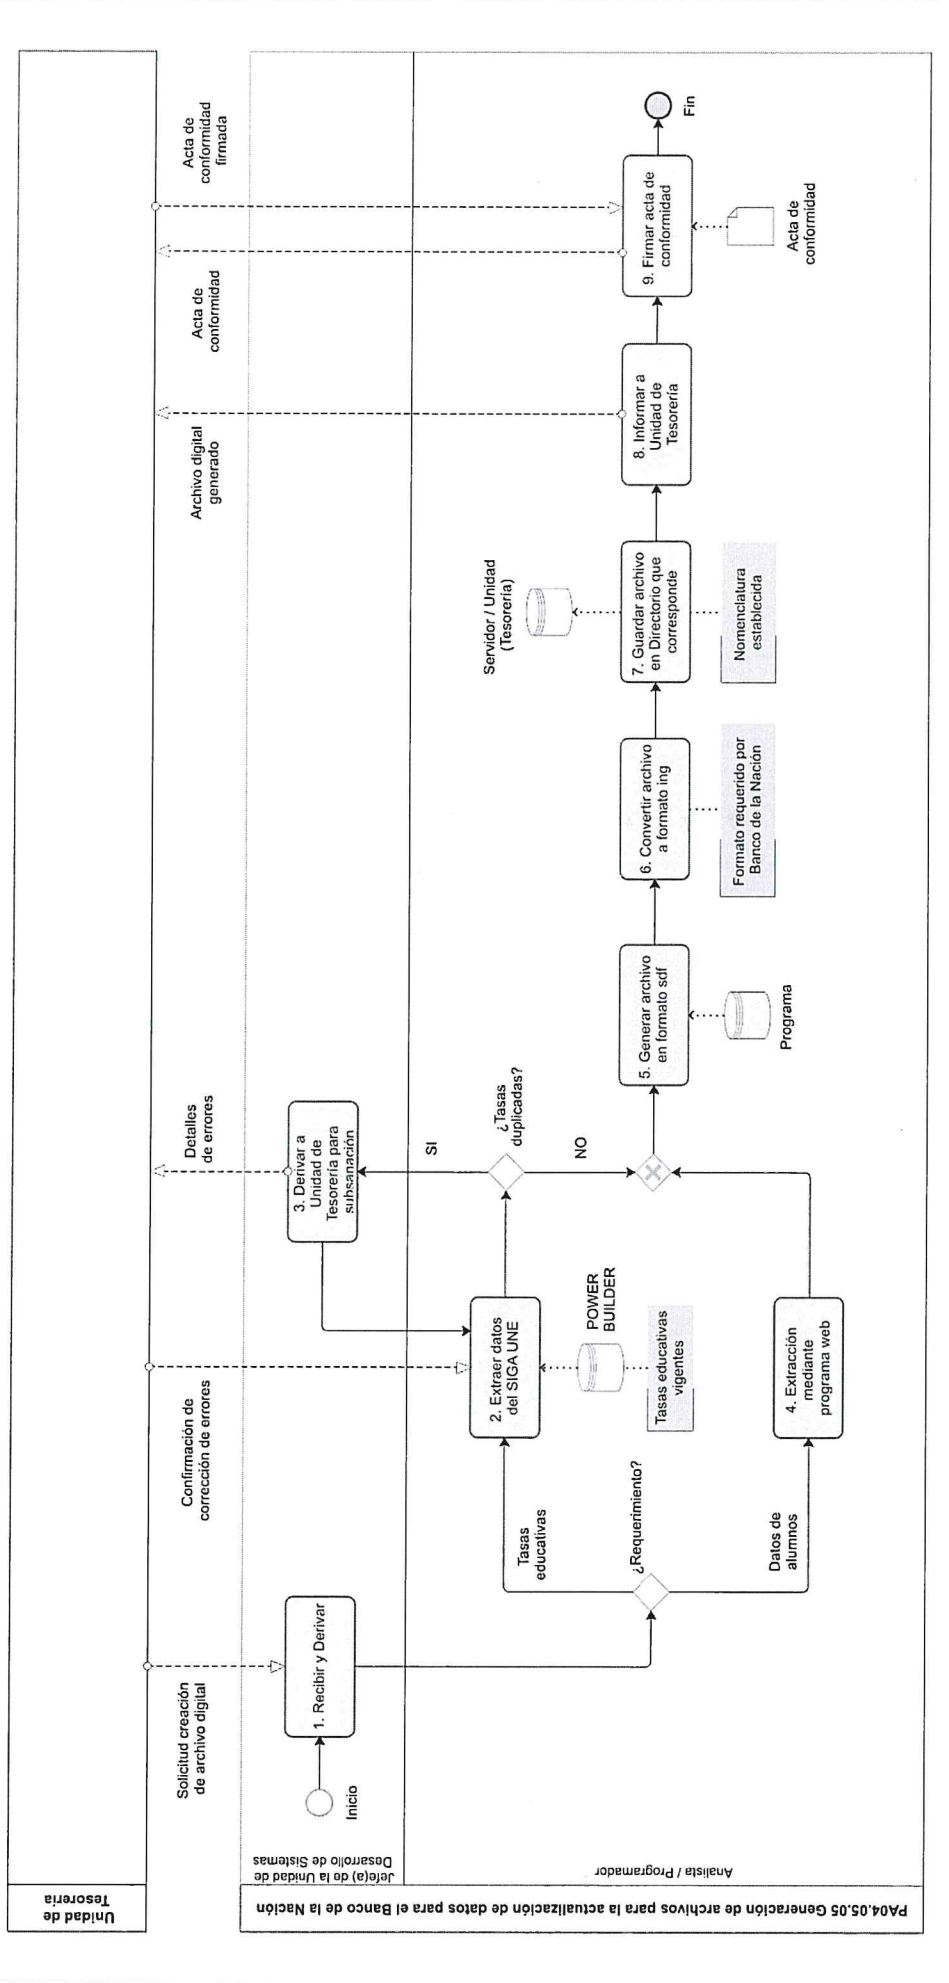 Unidad de
Tesorería
PA04.05.05 Generación de archivos para la actualización de datos para el Banco de la Nación
Jefe(a) de la Unidad de
Desarrollo de Sistemas
Analista / Programador
Inicio
Solicitud creación
de archivo digital
1. Recibir y Derivar
¿Requerimiento?
Tasas
educativas
Datos de
alumnos
Confirmación de
corrección de errores
2. Extraer datos
del SIGA UNE
POWER
BUILDER
Tasas educativas
vigentes
4. Extracción
mediante
programa web
Detalles
de errores
3. Derivar a
Unidad de
Tesorería para
subsanación
SI
¿Tasas
duplicadas?
NO
5. Generar archivo
en formato sdf
Programa
6. Convertir archivo
a formato ing
Formato requerido por
Banco de la Nación
Servidor / Unidad
(Tesorería)
7. Guardar archivo
en Directorio que
corresponde
Nomenclatura
establecida
Archivo digital
generado
8. Informar a
Unidad de
Tesorería
Acta de
conformidad
Acta de
conformidad
firmada
9. Firmar acta de
conformidad
Acta de
conformidad
Fin